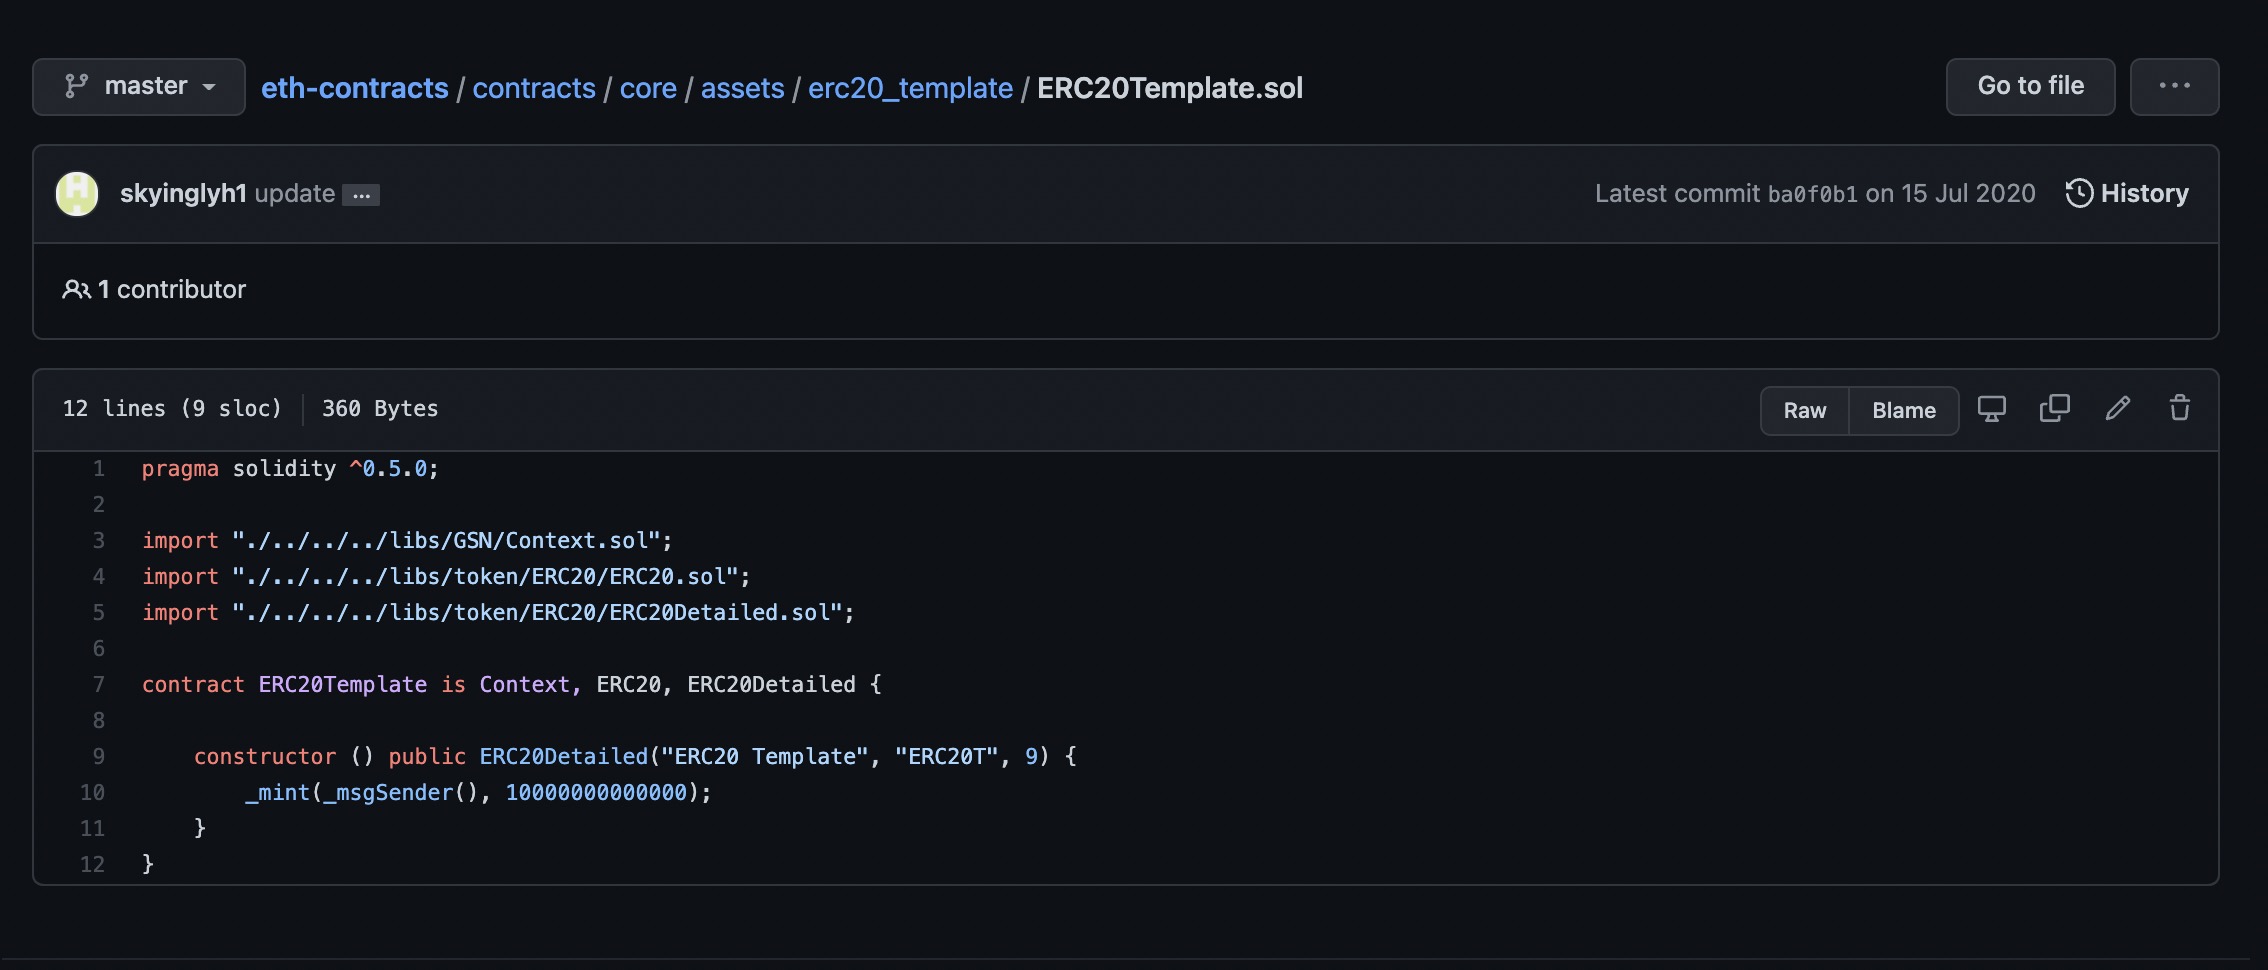 master eth-contracts / contracts / core / assets / erc20_template / ERC20Template.sol Go to file ...
skyinglyh1 update ... Latest commit ba0f0b1 on 15 Jul 2020 History
1 contributor
12 lines (9 sloc) 360 Bytes Raw Blame
1 pragma solidity ^0.5.0;
2
3 import "./../../../libs/GSN/Context.sol";
4 import "./../../../libs/token/ERC20/ERC20.sol";
5 import "./../../../libs/token/ERC20/ERC20Detailed.sol";
6
7 contract ERC20Template is Context, ERC20, ERC20Detailed {
8
9     constructor () public ERC20Detailed("ERC20 Template", "ERC20T", 9) {
10         _mint(_msgSender(), 10000000000000);
11     }
12 }